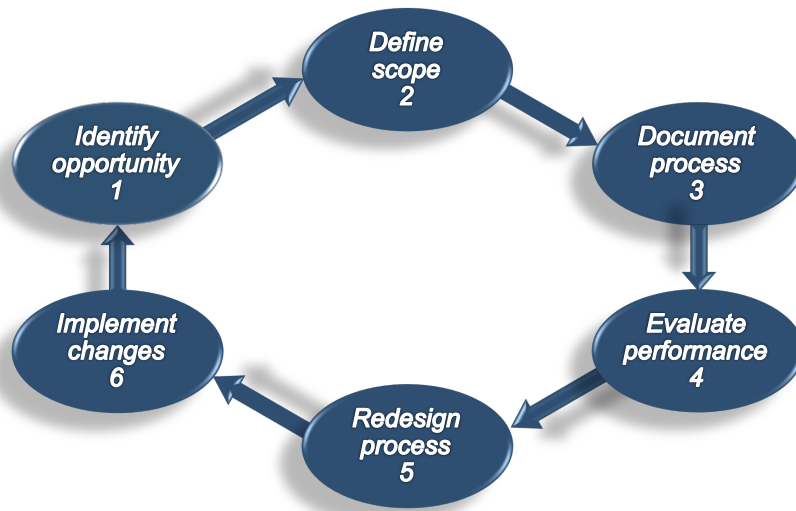 Identify
opportunity
1
Define
scope
2
Document
process
3
Evaluate
performance
4
Redesign
process
5
Implement
changes
6